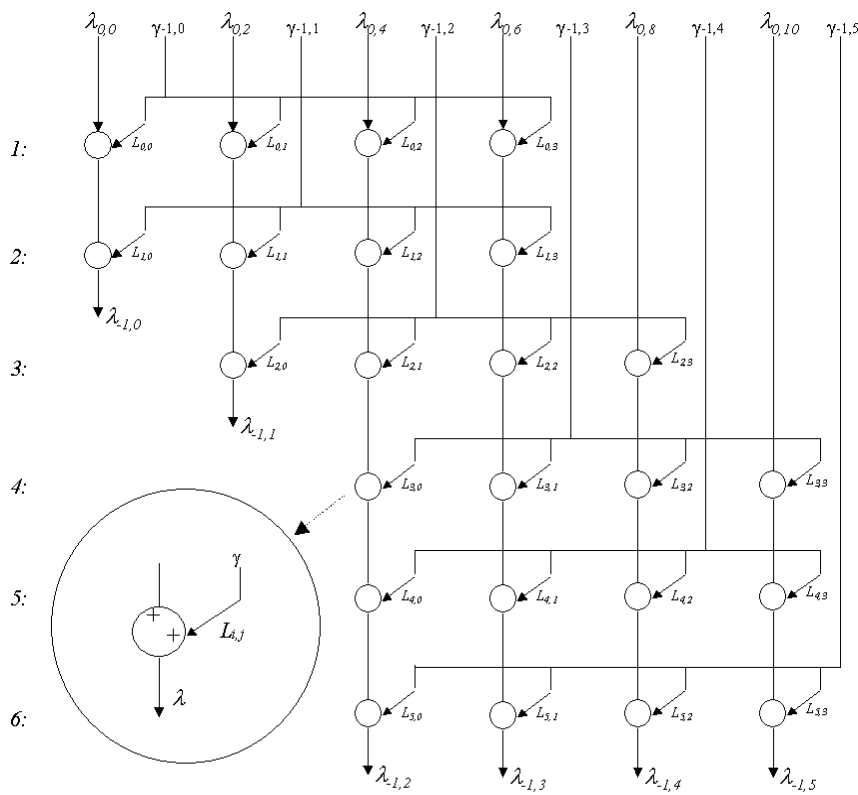 λ0,0 γ-1,0 λ0,2 γ-1,1 λ0,4 γ-1,2 λ0,6 γ-1,3 λ0,8 γ-1,4 λ0,10 γ-1,5
1: L0,0 L0,1 L0,2 L0,3
2: L1,0 L1,1 L1,2 L1,3
λ-1,0
3: L2,0 L2,1 L2,2 L2,3
λ-1,1
4: L3,0 L3,1 L3,2 L3,3
γ
5: L4,0 L4,1 L4,2 L4,3
+ + Li,j
λ
6: L5,0 L5,1 L5,2 L5,3
λ-1,2 λ-1,3 λ-1,4 λ-1,5